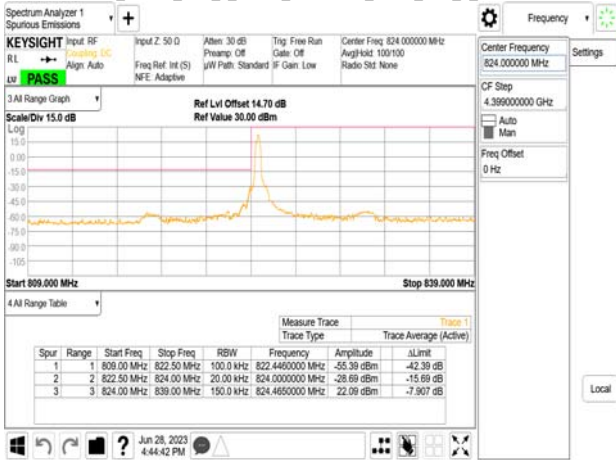 Spectrum Analyzer 1
Spurious Emissions
Frequency
KEYSIGHT
Input: RF
Coupling: DC
Align: Auto
Input Z: 50 Ω
Freq Ref: Int (S)
NFE: Adaptive
Atten: 30 dB
Preamp: Off
µW Path: Standard
Trig: Free Run
Gate: Off
IF Gain: Low
Center Freq: 824.000000 MHz
Avg|Hold: 100/100
Radio Std: None
RL
PASS
Center Frequency
824.000000 MHz
Settings
CF Step
4.399000000 GHz
Auto
Man
Freq Offset
0 Hz
Local
3 All Range Graph
Scale/Div 15.0 dB
Ref Lvl Offset 14.70 dB
Ref Value 30.00 dBm
Log
15.0
0.00
-15.0
-30.0
-45.0
-60.0
-75.0
-90.0
-105
Start 809.000 MHz
Stop 839.000 MHz
4 All Range Table
Measure Trace Trace 1
Trace Type Trace Average (Active)
Spur Range Start Freq Stop Freq RBW Frequency Amplitude ΔLimit
1 1 809.00 MHz 822.50 MHz 100.0 kHz 822.4460000 MHz -55.39 dBm -42.39 dB
2 2 822.50 MHz 824.00 MHz 20.00 kHz 824.0000000 MHz -28.69 dBm -15.69 dB
3 3 824.00 MHz 839.00 MHz 150.0 kHz 824.4650000 MHz 22.09 dBm -7.907 dB
Jun 28, 2023
4:44:42 PM